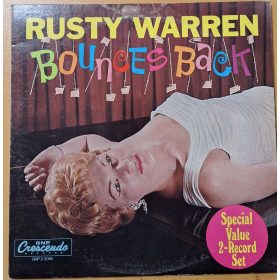 RUSTY WARREN
BOUNCES BACK
GNP
Crescendo
Special
Value
2-Record
Set